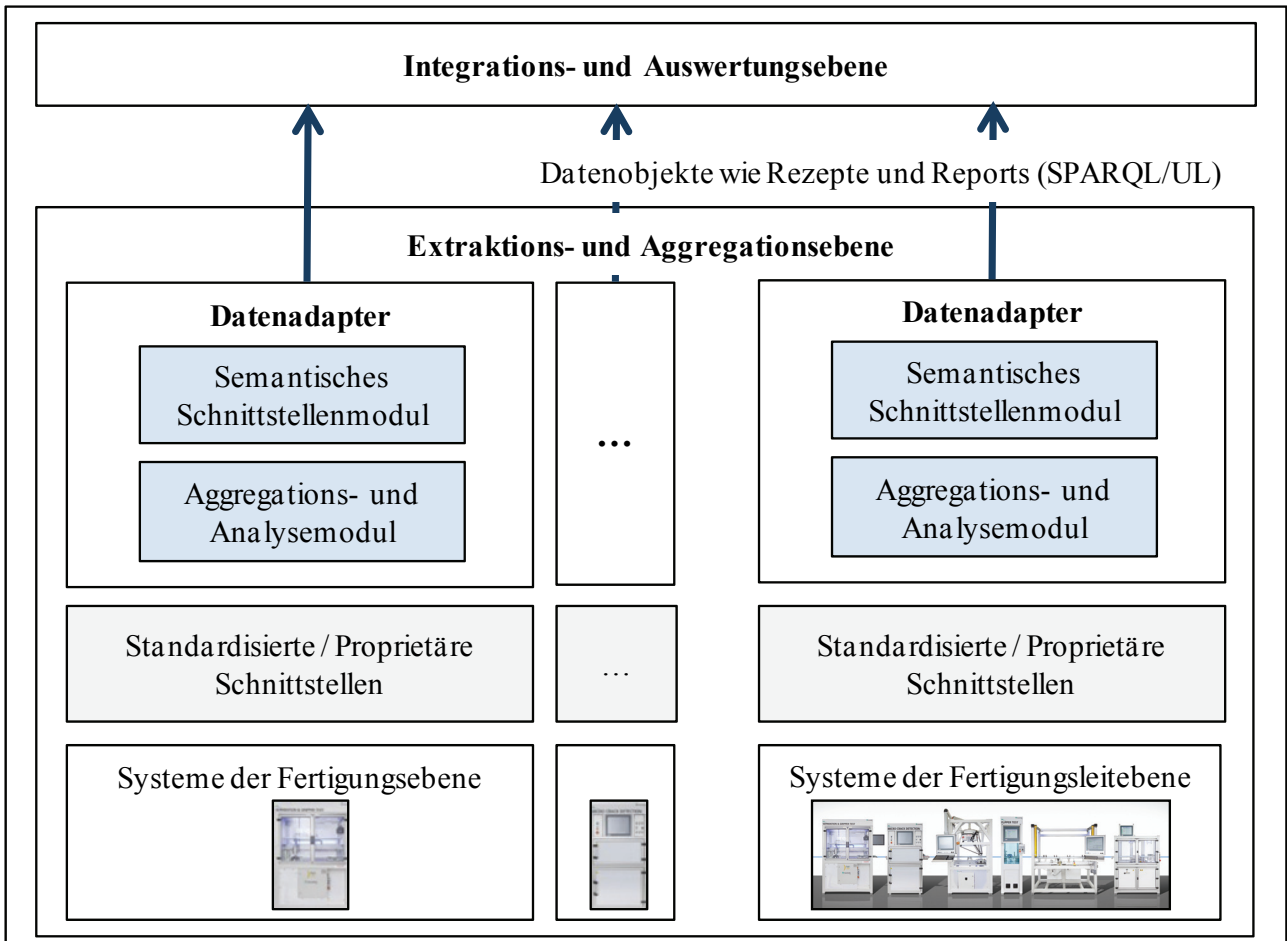 Integrations- und Auswertungsebene
Datenobjekte wie Rezepte und Reports (SPARQL/UL)
Extraktions- und Aggregationsebene
Datenadapter
Semantisches
Schnittstellenmodul
Aggregations- und
Analysemodul
...
Datenadapter
Semantisches
Schnittstellenmodul
Aggregations- und
Analysemodul
Standardisierte / Proprietäre
Schnittstellen
...
Standardisierte / Proprietäre
Schnittstellen
Systeme der Fertigungsebene
Systeme der Fertigungsleitebene